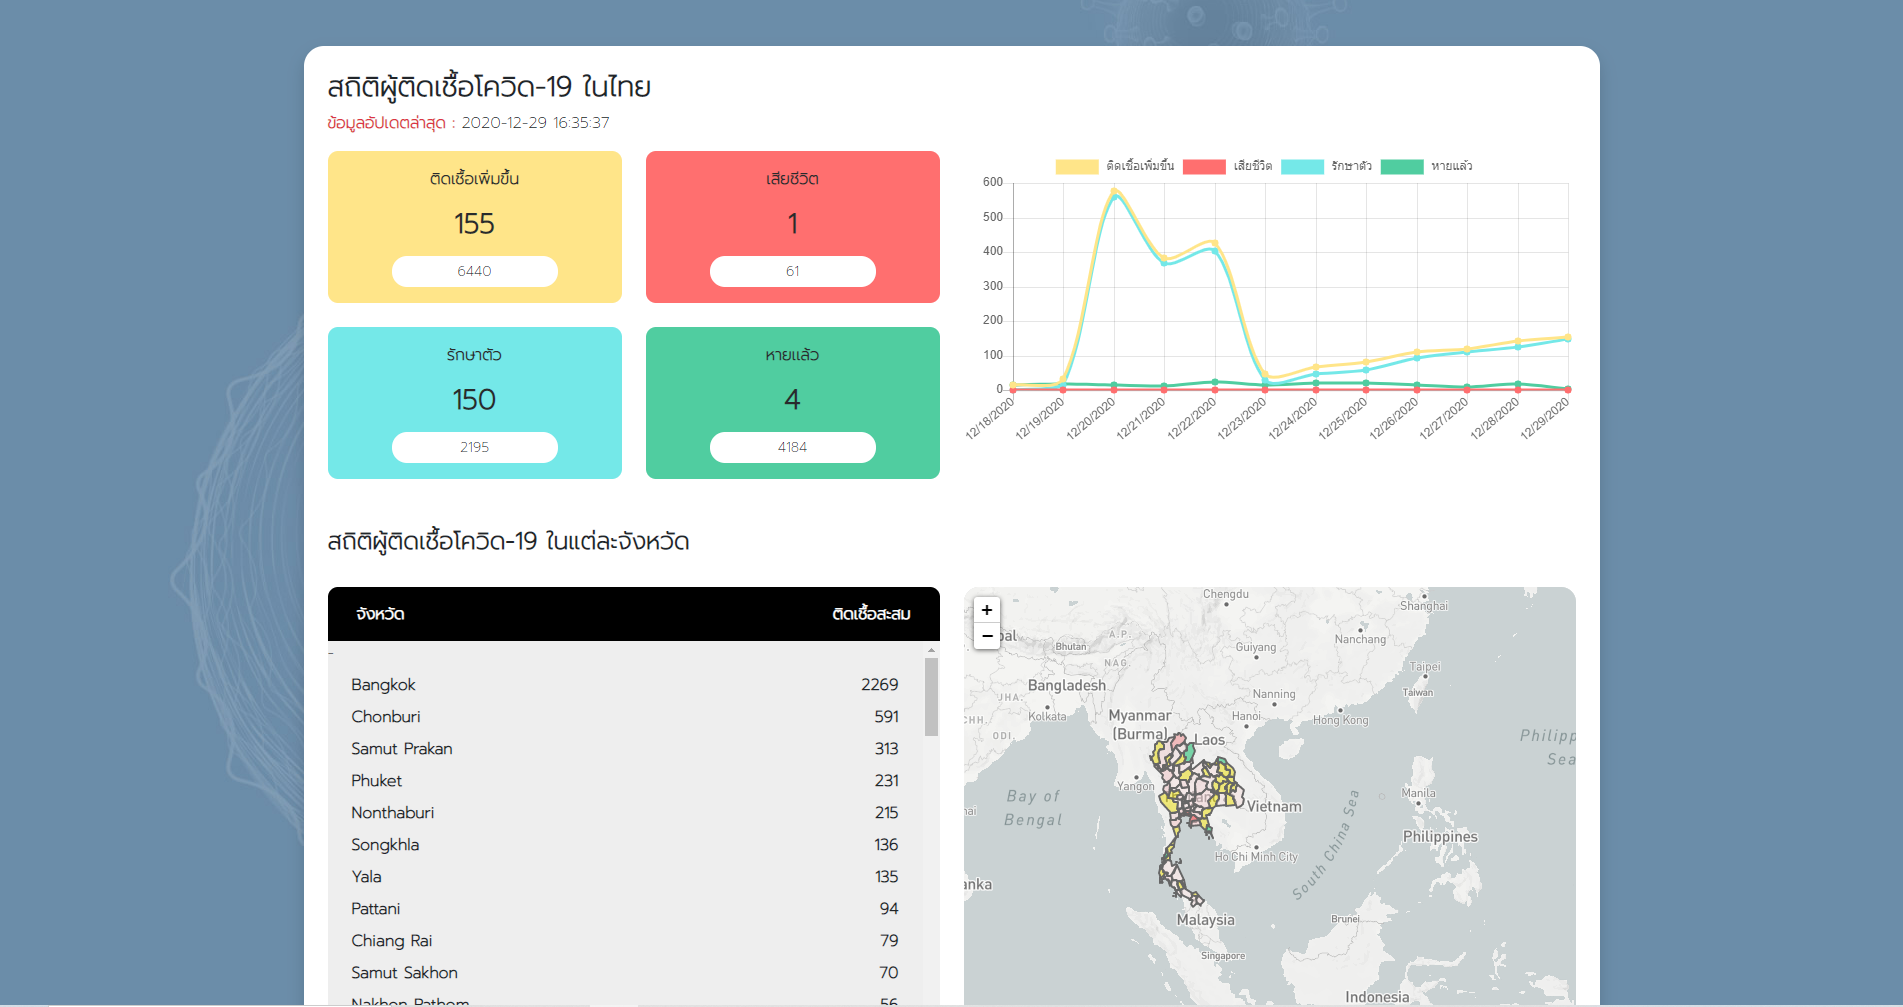 สถิติผู้ติดเชื้อโควิด-19 ในไทย
ข้อมูลอัปเดตล่าสุด : 2020-12-29 16:35:37
ติดเชื้อเพิ่มขึ้น
155
6440
เสียชีวิต
1
61
รักษาตัว
150
2195
หายแล้ว
4
4184
ติดเชื้อเพิ่มขึ้น เสียชีวิต รักษาตัว หายแล้ว
600
500
400
300
200
100
0
12/18/2020 12/19/2020 12/20/2020 12/21/2020 12/22/2020 12/23/2020 12/24/2020 12/25/2020 12/26/2020 12/27/2020 12/28/2020 12/29/2020
สถิติผู้ติดเชื้อโควิด-19 ในแต่ละจังหวัด
จังหวัด ติดเชื้อสะสม
-
Bangkok 2269
Chonburi 591
Samut Prakan 313
Phuket 231
Nonthaburi 215
Songkhla 136
Yala 135
Pattani 94
Chiang Rai 79
Samut Sakhon 70
Nakhon Pathom 56
+
−
Chengdu
Shanghai
A.P.
Nanchang
Bhutan
Guiyang
NAG.
Taipei
Bangladesh
Taiwan
JHA.
Nanning
Kolkata
Myanmar
(Burma)
Hanoi
Hong Kong
CHH.
ODI.
Laos
Philipp
Sea
Yangon
Bay of
Bengal
Vietnam
Manila
South China Sea
Philippines
Ho Chi Minh City
anka
Malaysia
Brunei
Singapore
Indonesia